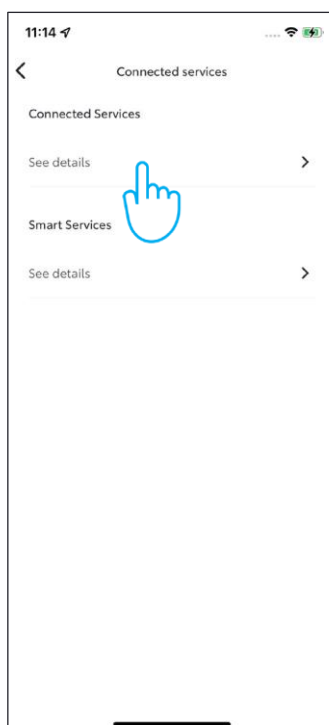 11:14
Connected services
Connected Services
See details
Smart Services
See details